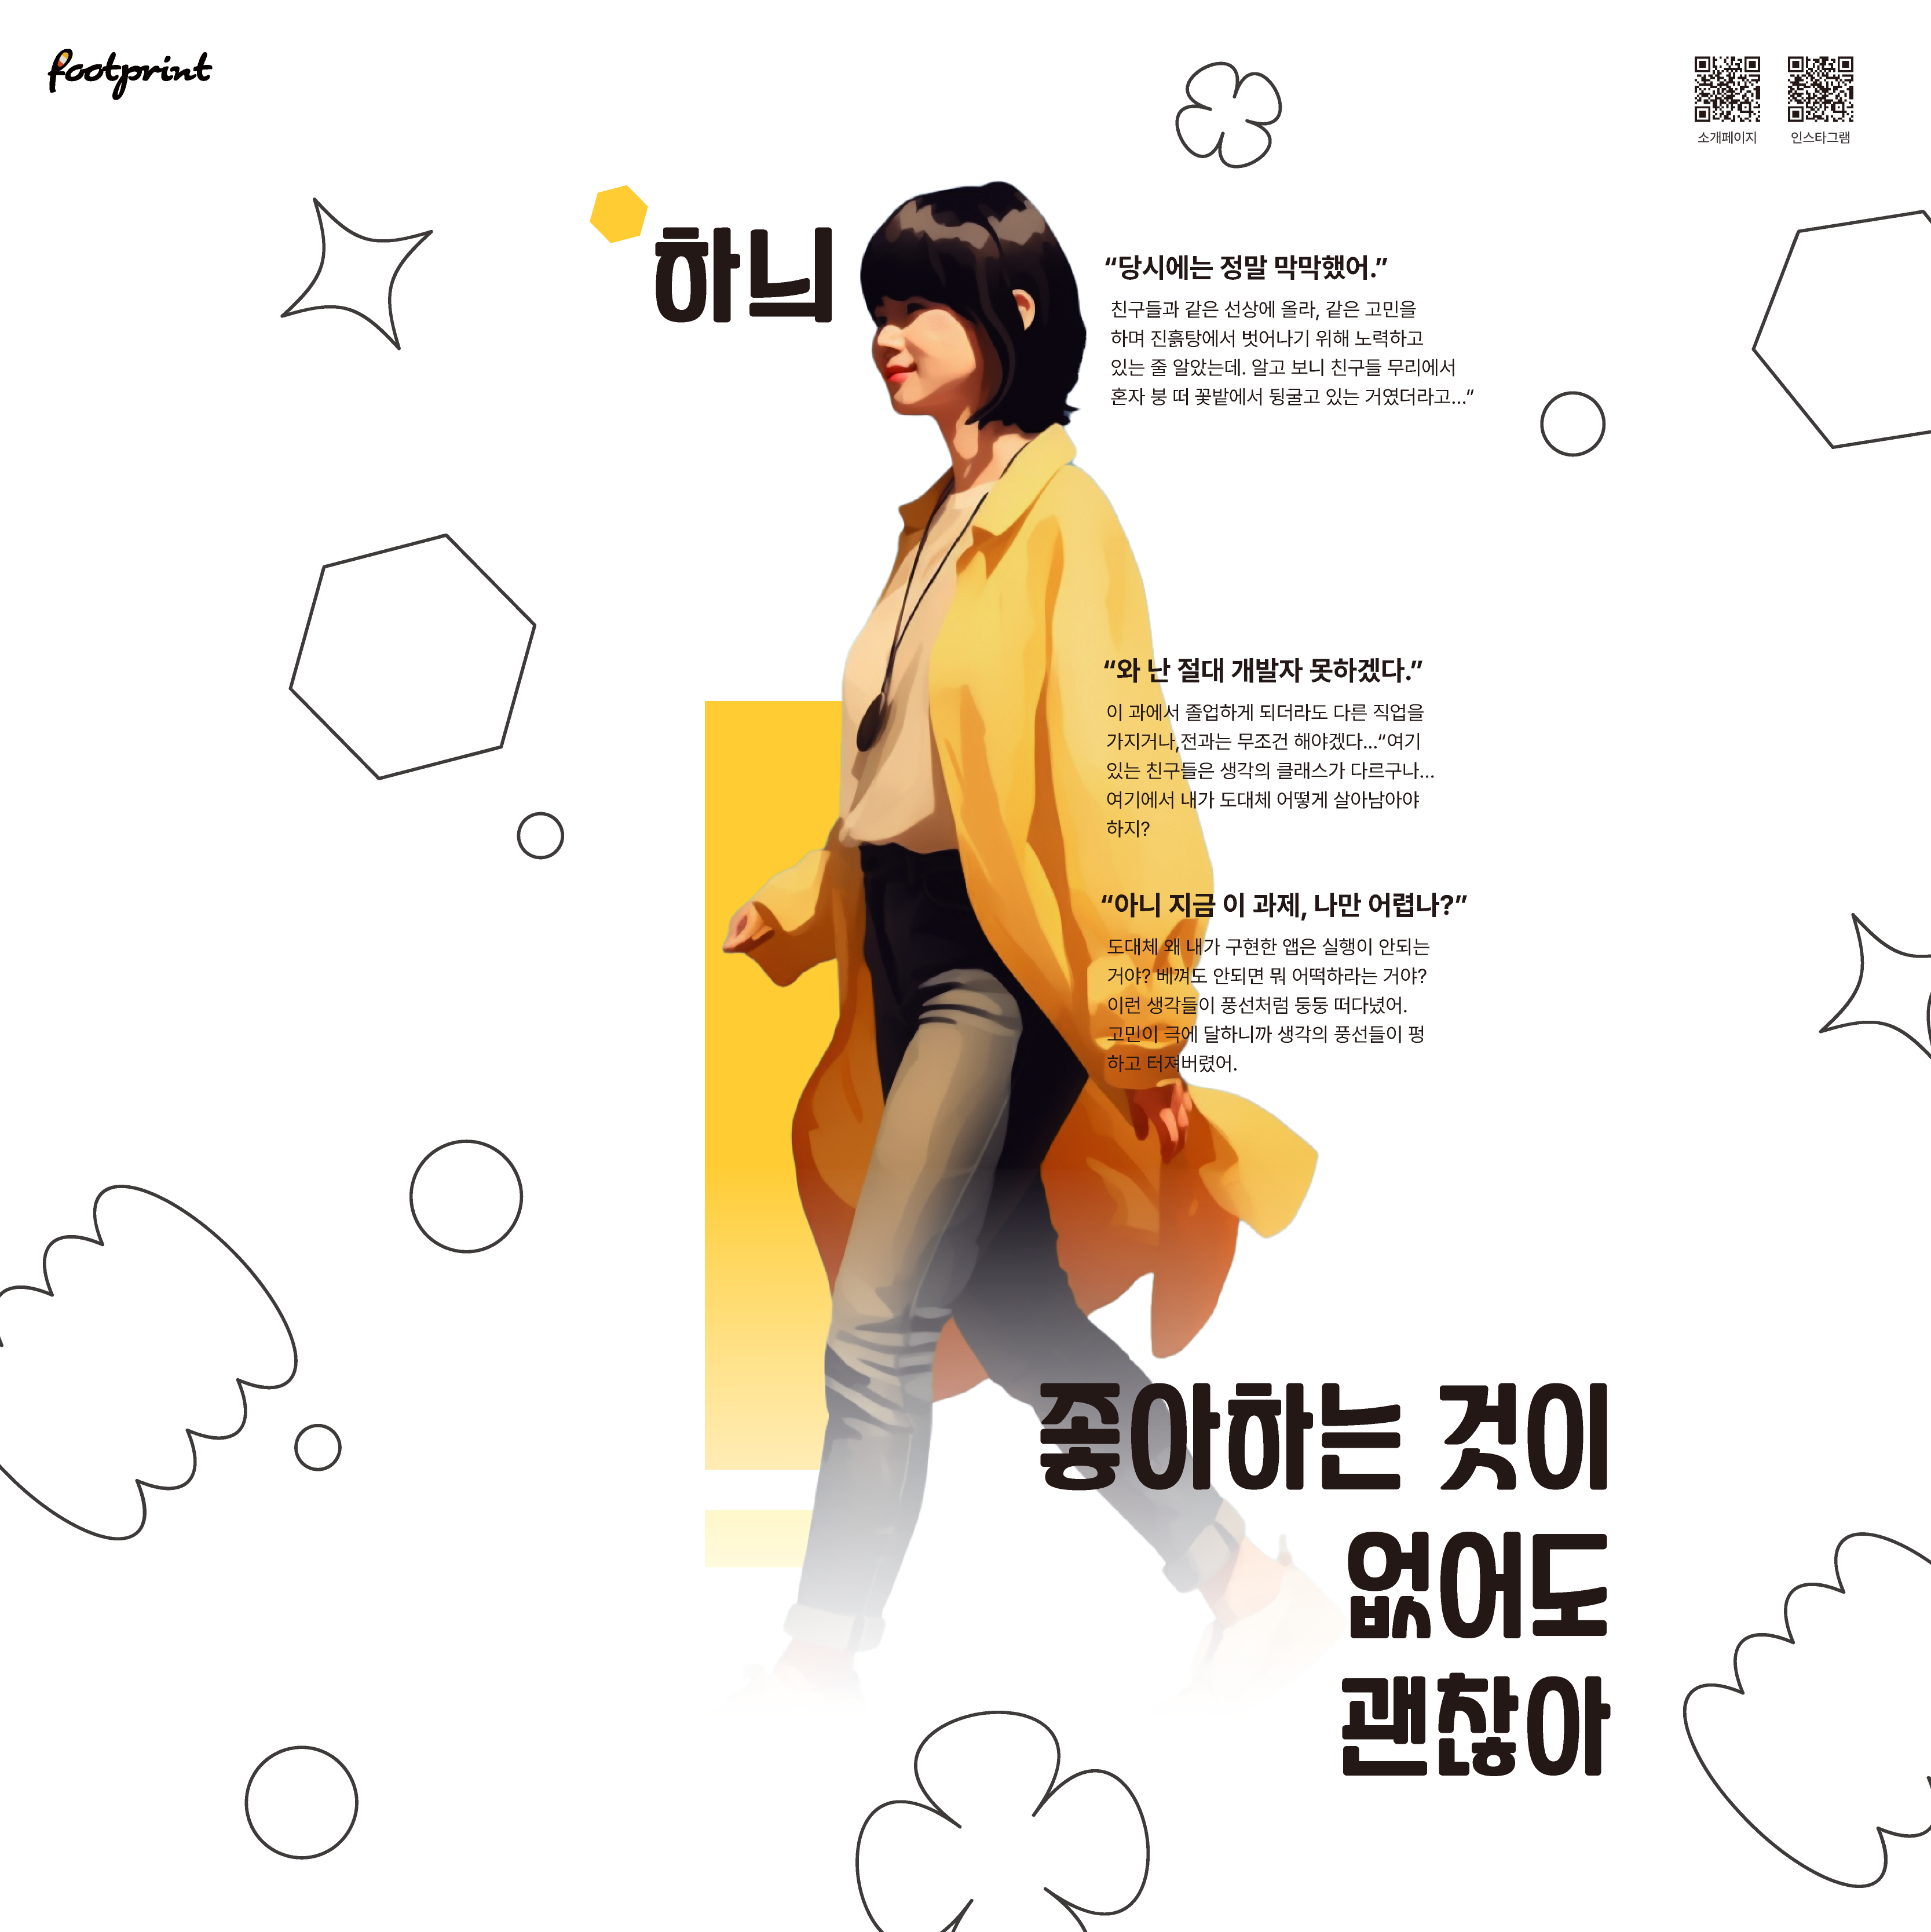 footprint
소개페이지
인스타그램
하늬
“당시에는 정말 막막했어.”
친구들과 같은 선상에 올라, 같은 고민을
하며 진흙탕에서 벗어나기 위해 노력하고
있는 줄 알았는데. 알고 보니 친구들 무리에서
혼자 붕 떠 꽃밭에서 뒹굴고 있는 거였더라고...”
“와 난 절대 개발자 못하겠다.”
이 과에서 졸업하게 되더라도 다른 직업을
가지거나,전과는 무조건 해야겠다...“여기
있는 친구들은 생각의 클래스가 다르구나...
여기에서 내가 도대체 어떻게 살아남아야
하지?
“아니 지금 이 과제, 나만 어렵나?”
도대체 왜 내가 구현한 앱은 실행이 안되는
거야? 베껴도 안되면 뭐 어떡하라는 거야?
이런 생각들이 풍선처럼 둥둥 떠다녔어.
고민이 극에 달하니까 생각의 풍선들이 펑
하고 터져버렸어.
좋아하는 것이
없어도
괜찮아